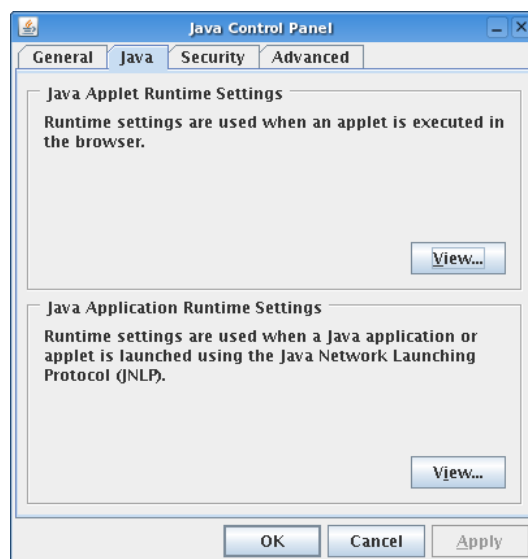 Java Control Panel
General Java Security Advanced
Java Applet Runtime Settings
Runtime settings are used when an applet is executed in
the browser.
View...
Java Application Runtime Settings
Runtime settings are used when a Java application or
applet is launched using the Java Network Launching
Protocol (JNLP).
View...
OK Cancel Apply